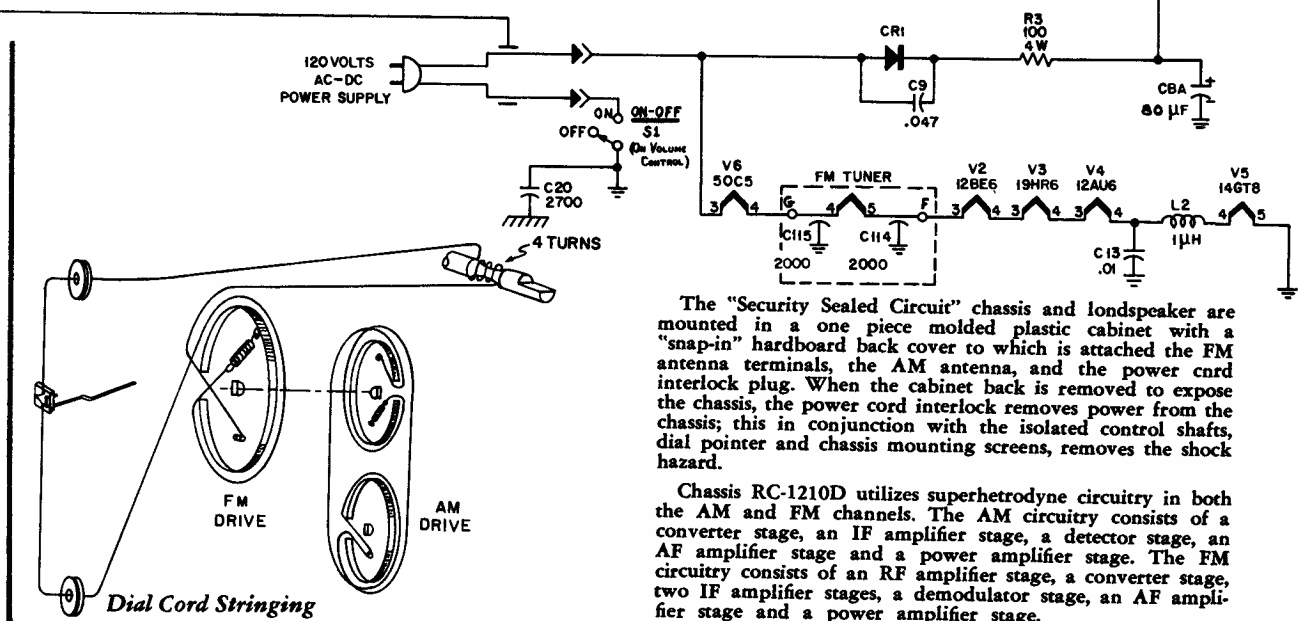 120 VOLTS
AC-DC
POWER SUPPLY
ON
ON-OFF
OFF
S1
(ON VOLUME
CONTROL)
C20
2700
CR1
C9
.047
R3
100
4W
C8A
+
-
80 µF
V6
50C5
3 4
FM TUNER
G
4 5
F
C115
2000
C114
2000
V2
12BE6
3 4
V3
19HR6
3 4
V4
12AU6
3 4
C13
.01
L2
1µH
V5
14GT8
4 5
4 TURNS
FM
DRIVE
AM
DRIVE
Dial Cord Stringing
The "Security Sealed Circuit" chassis and londspeaker are
mounted in a one piece molded plastic cabinet with a
"snap-in" hardboard back cover to which is attached the FM
antenna terminals, the AM antenna, and the power cnrd
interlock plug. When the cabinet back is removed to expose
the chassis, the power cord interlock removes power from the
chassis; this in conjunction with the isolated control shafts,
dial pointer and chassis mounting screens, removes the shock
hazard.
Chassis RC-1210D utilizes superhetrodyne circuitry in both
the AM and FM channels. The AM circuitry consists of a
converter stage, an IF amplifier stage, a detector stage, an
AF amplifier stage and a power amplifier stage. The FM
circuitry consists of an RF amplifier stage, a converter stage,
two IF amplifier stages, a demodulator stage, an AF ampli-
fier stage and a power amplifier stage.